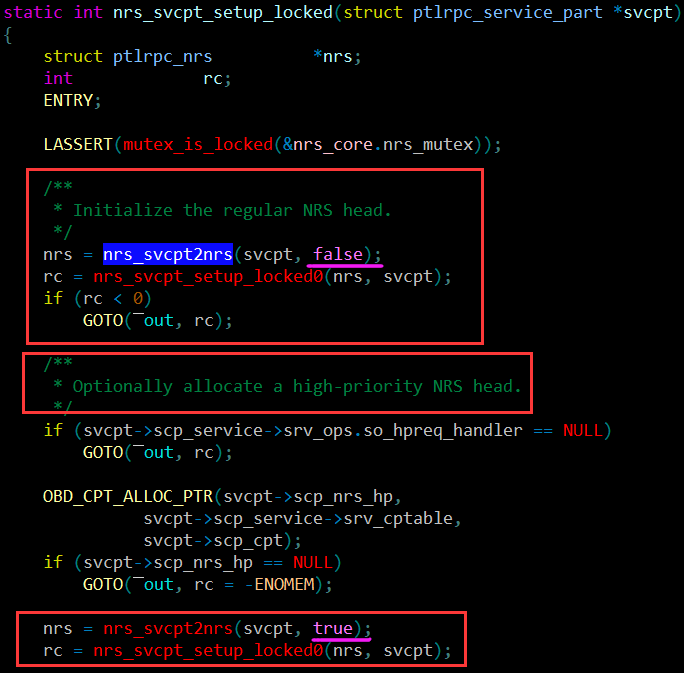 static int nrs_svcpt_setup_locked(struct ptlrpc_service_part *svcpt)
{
    struct ptlrpc_nrs          *nrs;
    int             rc;
    ENTRY;

    LASSERT(mutex_is_locked(&nrs_core.nrs_mutex));

    /**
     * Initialize the regular NRS head.
     */
    nrs = nrs_svcpt2nrs(svcpt, false);
    rc = nrs_svcpt_setup_locked0(nrs, svcpt);
    if (rc < 0)
        GOTO(out, rc);

    /**
     * Optionally allocate a high-priority NRS head.
     */
    if (svcpt->scp_service->srv_ops.so_hpreq_handler == NULL)
        GOTO(out, rc);

    OBD_CPT_ALLOC_PTR(svcpt->scp_nrs_hp,
              svcpt->scp_service->srv_cptable,
              svcpt->scp_cpt);
    if (svcpt->scp_nrs_hp == NULL)
        GOTO(out, rc = -ENOMEM);

    nrs = nrs_svcpt2nrs(svcpt, true);
    rc = nrs_svcpt_setup_locked0(nrs, svcpt);